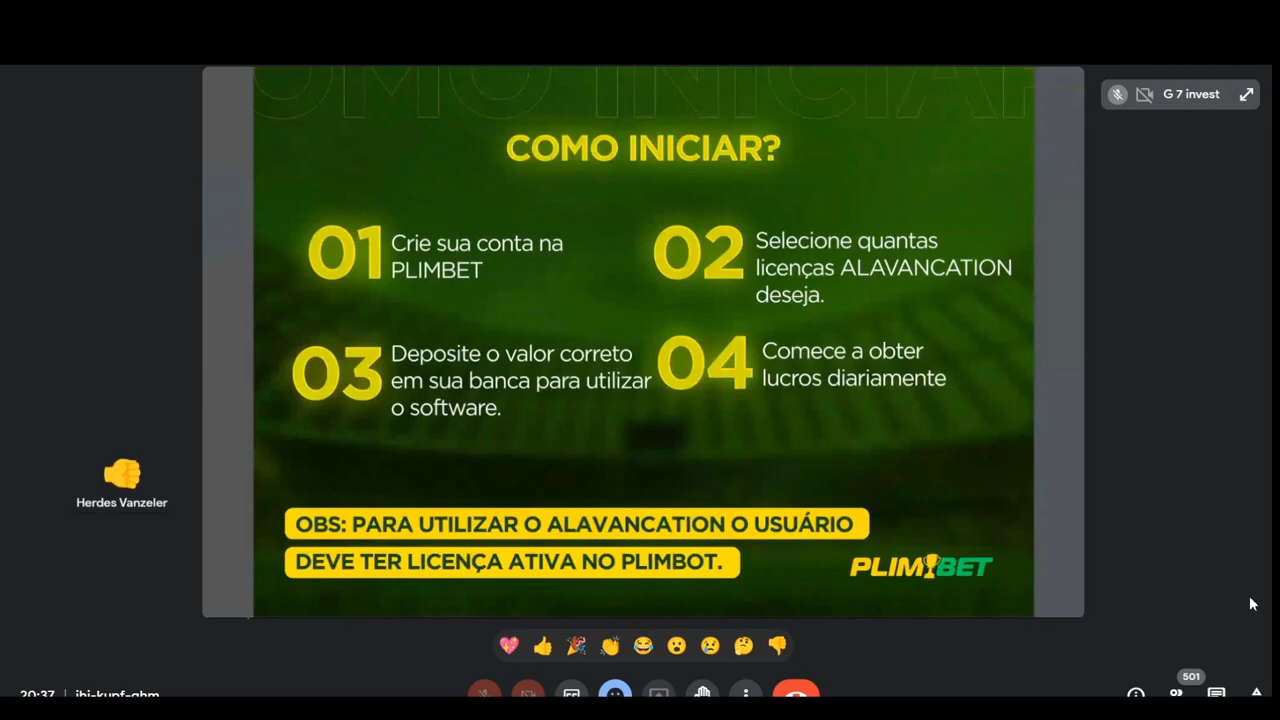 OMO INICIAR
G 7 invest
COMO INICIAR?
01 Crie sua conta na
PLIMBET
02 Selecione quantas
licenças ALAVANCATION
deseja.
03 Deposite o valor correto
em sua banca para utilizar
o software.
04 Comece a obter
lucros diariamente
Herdes Vanzeler
OBS: PARA UTILIZAR O ALAVANCATION O USUÁRIO
DEVE TER LICENÇA ATIVA NO PLIMBOT.
PLIMBET
501
20:37